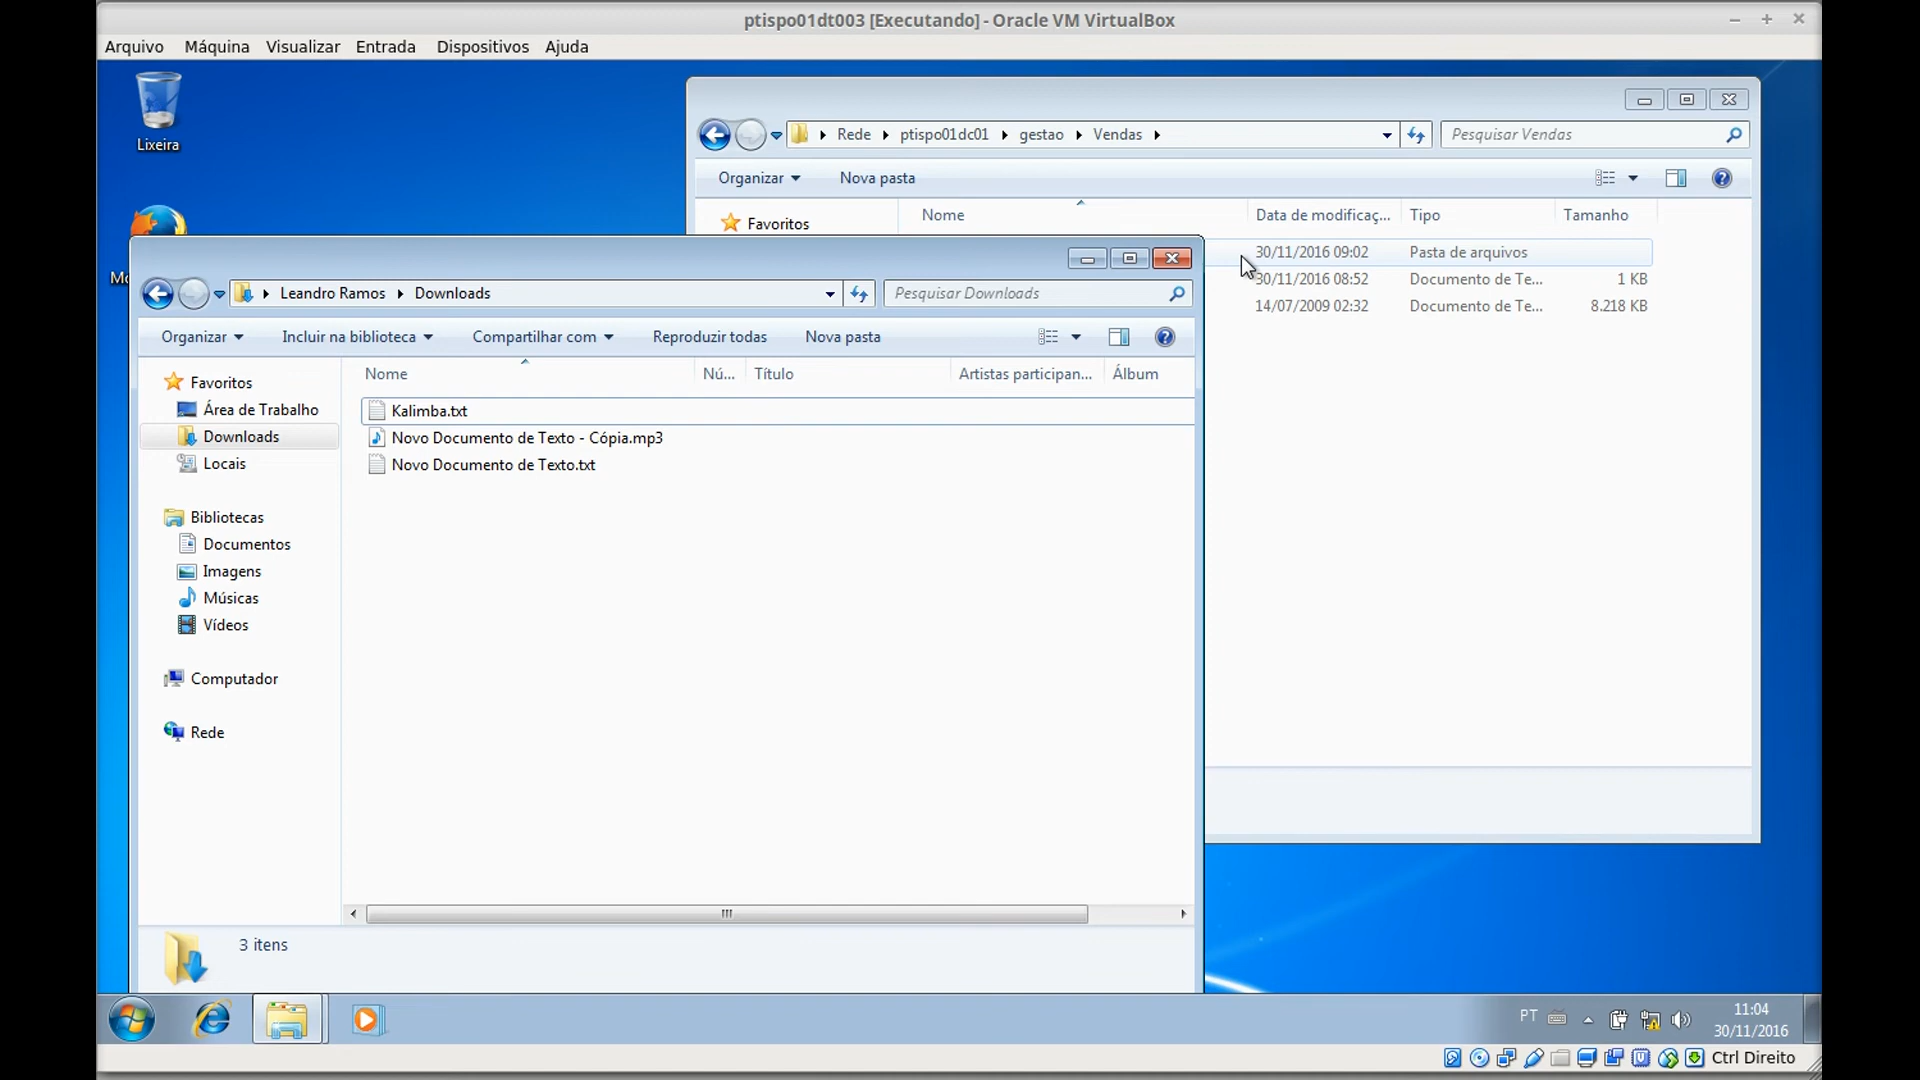 ptispo01dt003 [Executando] - Oracle VM VirtualBox
Arquivo Máquina Visualizar Entrada Dispositivos Ajuda
Lixeira
Rede ptispo01dc01 gestao Vendas
Pesquisar Vendas
Organizar Nova pasta
Favoritos
Nome Data de modificaç... Tipo Tamanho
30/11/2016 09:02 Pasta de arquivos
30/11/2016 08:52 Documento de Te... 1 KB
14/07/2009 02:32 Documento de Te... 8.218 KB
Leandro Ramos Downloads
Pesquisar Downloads
Organizar Incluir na biblioteca Compartilhar com Reproduzir todas Nova pasta
Favoritos
Área de Trabalho
Downloads
Locais
Bibliotecas
Documentos
Imagens
Músicas
Vídeos
Computador
Rede
Nome Nú... Título Artistas participan... Álbum
Kalimba.txt
Novo Documento de Texto - Cópia.mp3
Novo Documento de Texto.txt
3 itens
PT
11:04
30/11/2016
Ctrl Direito